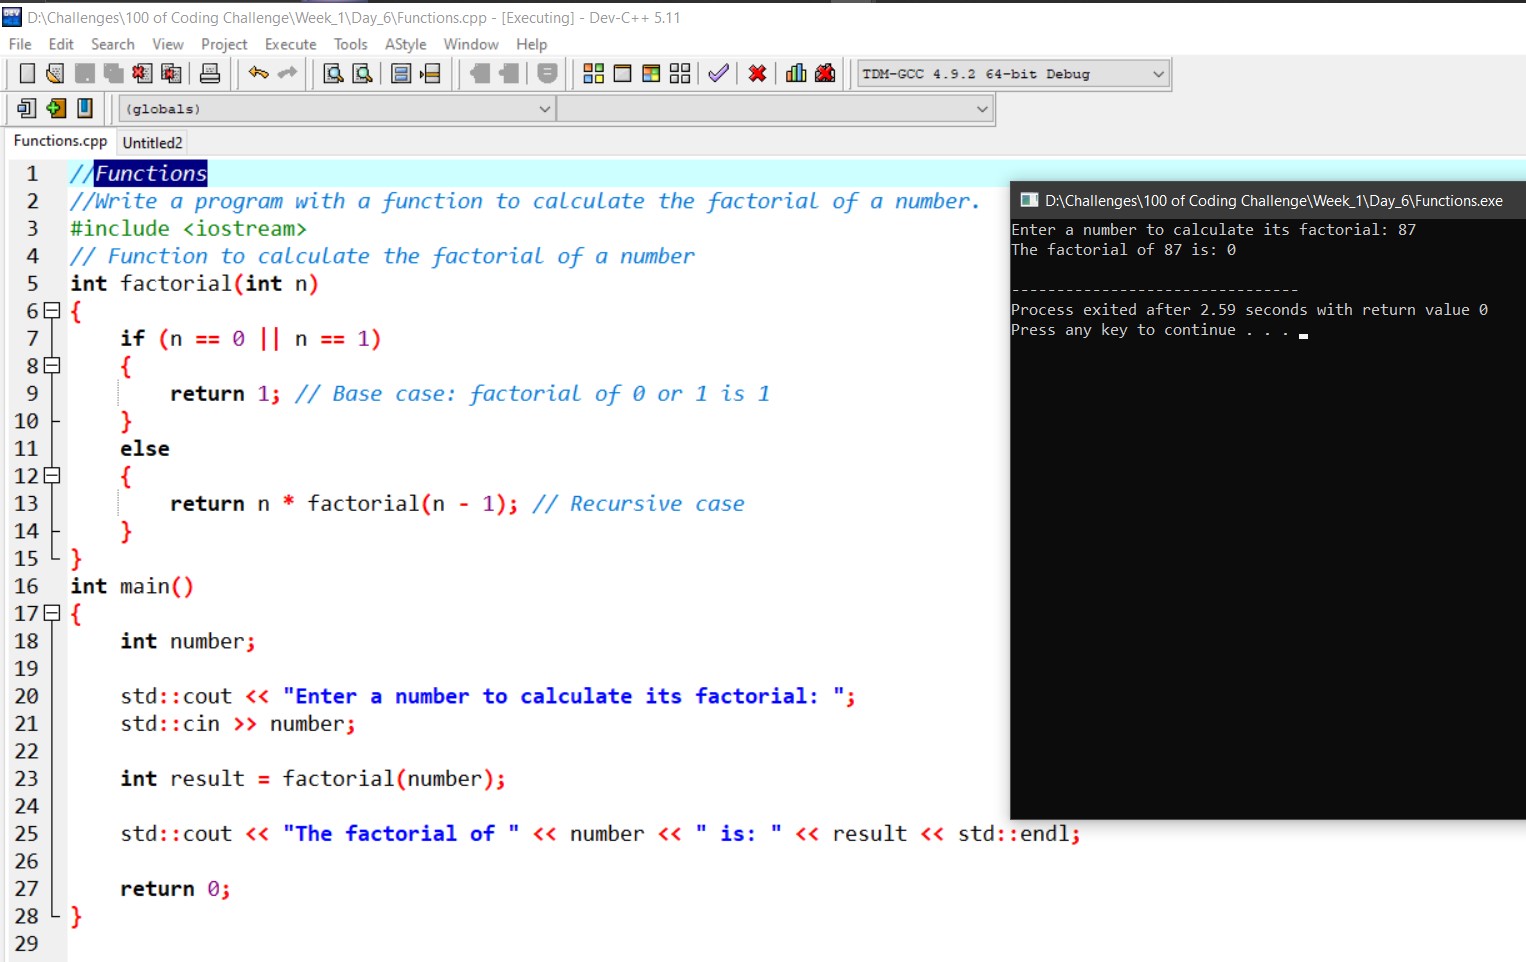 D:\Challenges\100 of Coding Challenge\Week_1\Day_6\Functions.cpp - [Executing] - Dev-C++ 5.11
File Edit Search View Project Execute Tools AStyle Window Help
TDM-GCC 4.9.2 64-bit Debug
(globals)
Functions.cpp Untitled2
1 //Functions
2 //Write a program with a function to calculate the factorial of a number.
3 #include <iostream>
4 // Function to calculate the factorial of a number
5 int factorial(int n)
6 {
7 if (n == 0 || n == 1)
8 {
9 return 1; // Base case: factorial of 0 or 1 is 1
10 }
11 else
12 {
13 return n * factorial(n - 1); // Recursive case
14 }
15 }
16 int main()
17 {
18 int number;
19
20 std::cout << "Enter a number to calculate its factorial: ";
21 std::cin >> number;
22
23 int result = factorial(number);
24
25 std::cout << "The factorial of " << number << " is: " << result << std::endl;
26
27 return 0;
28 }
29
D:\Challenges\100 of Coding Challenge\Week_1\Day_6\Functions.exe
Enter a number to calculate its factorial: 87
The factorial of 87 is: 0
--------------------------------
Process exited after 2.59 seconds with return value 0
Press any key to continue . . .